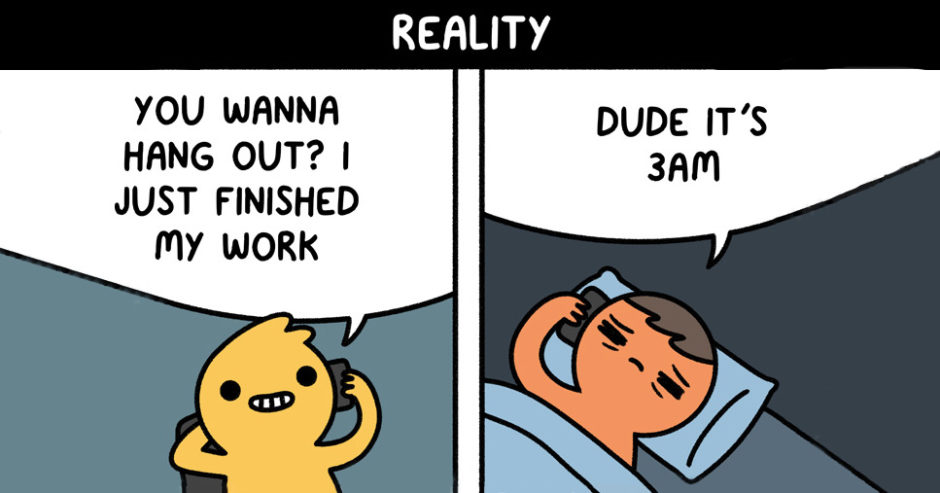 REALITY
YOU WANNA
HANG OUT? I
JUST FINISHED
MY WORK
DUDE IT'S
3AM